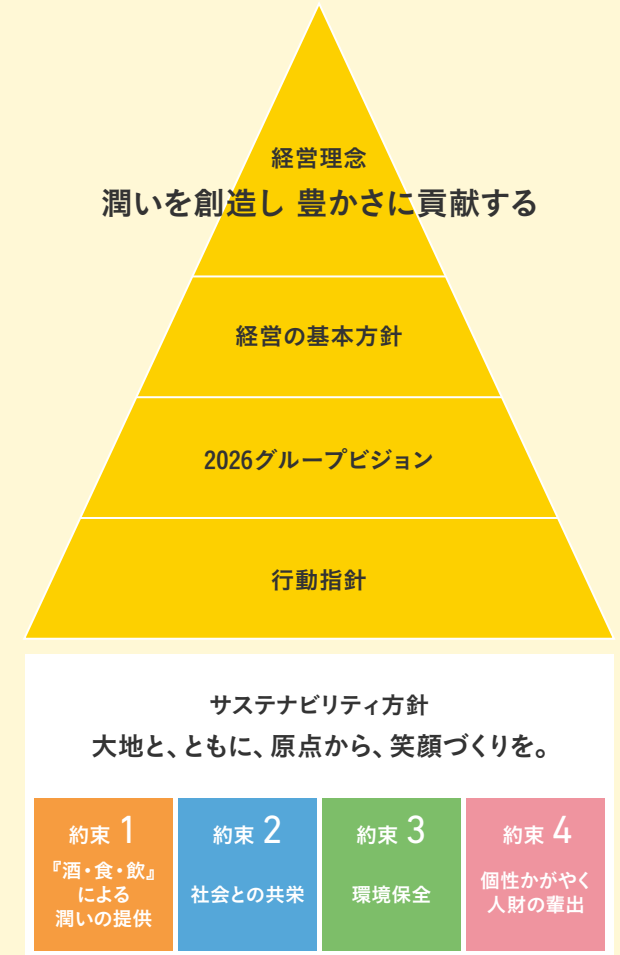 経営理念
潤いを創造し 豊かさに貢献する
経営の基本方針
2026グループビジョン
行動指針
サステナビリティ方針
大地と、ともに、原点から、笑顔づくりを。
約束 1
『酒・食・飲』
による
潤いの提供
約束 2
社会との共栄
約束 3
環境保全
約束 4
個性かがやく
人財の輩出